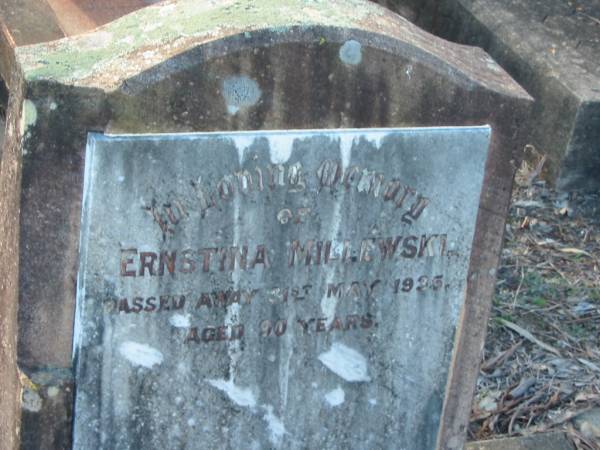 In Loving Memory
OF
ERNSTINA MILLEWSKI,
PASSED AWAY 31ST MAY 1935.
AGED 90 YEARS.